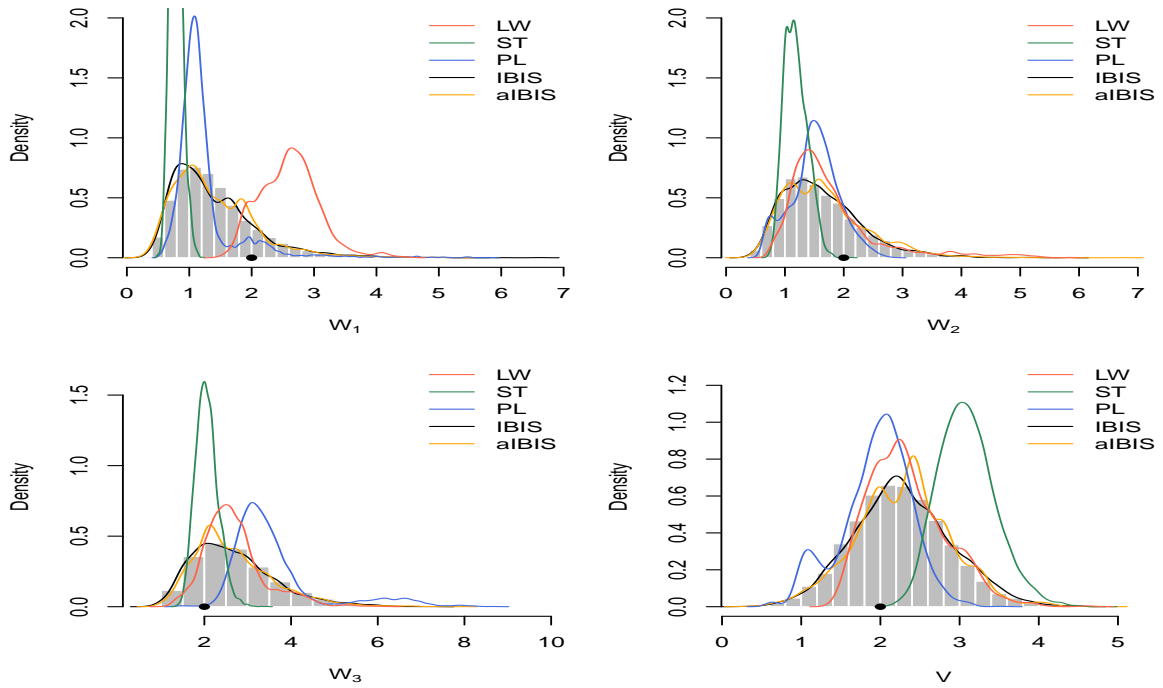 2.0
1.5
1.0
0.5
0.0
Density
0 1 2 3 4 5 6 7
W₁
LW
ST
PL
IBIS
aIBIS
2.0
1.5
1.0
0.5
0.0
Density
0 1 2 3 4 5 6 7
W₂
LW
ST
PL
IBIS
aIBIS
1.5
1.0
0.5
0.0
Density
2 4 6 8 10
W₃
LW
ST
PL
IBIS
aIBIS
1.2
1.0
0.8
0.6
0.4
0.2
0.0
Density
0 1 2 3 4 5
V
LW
ST
PL
IBIS
aIBIS